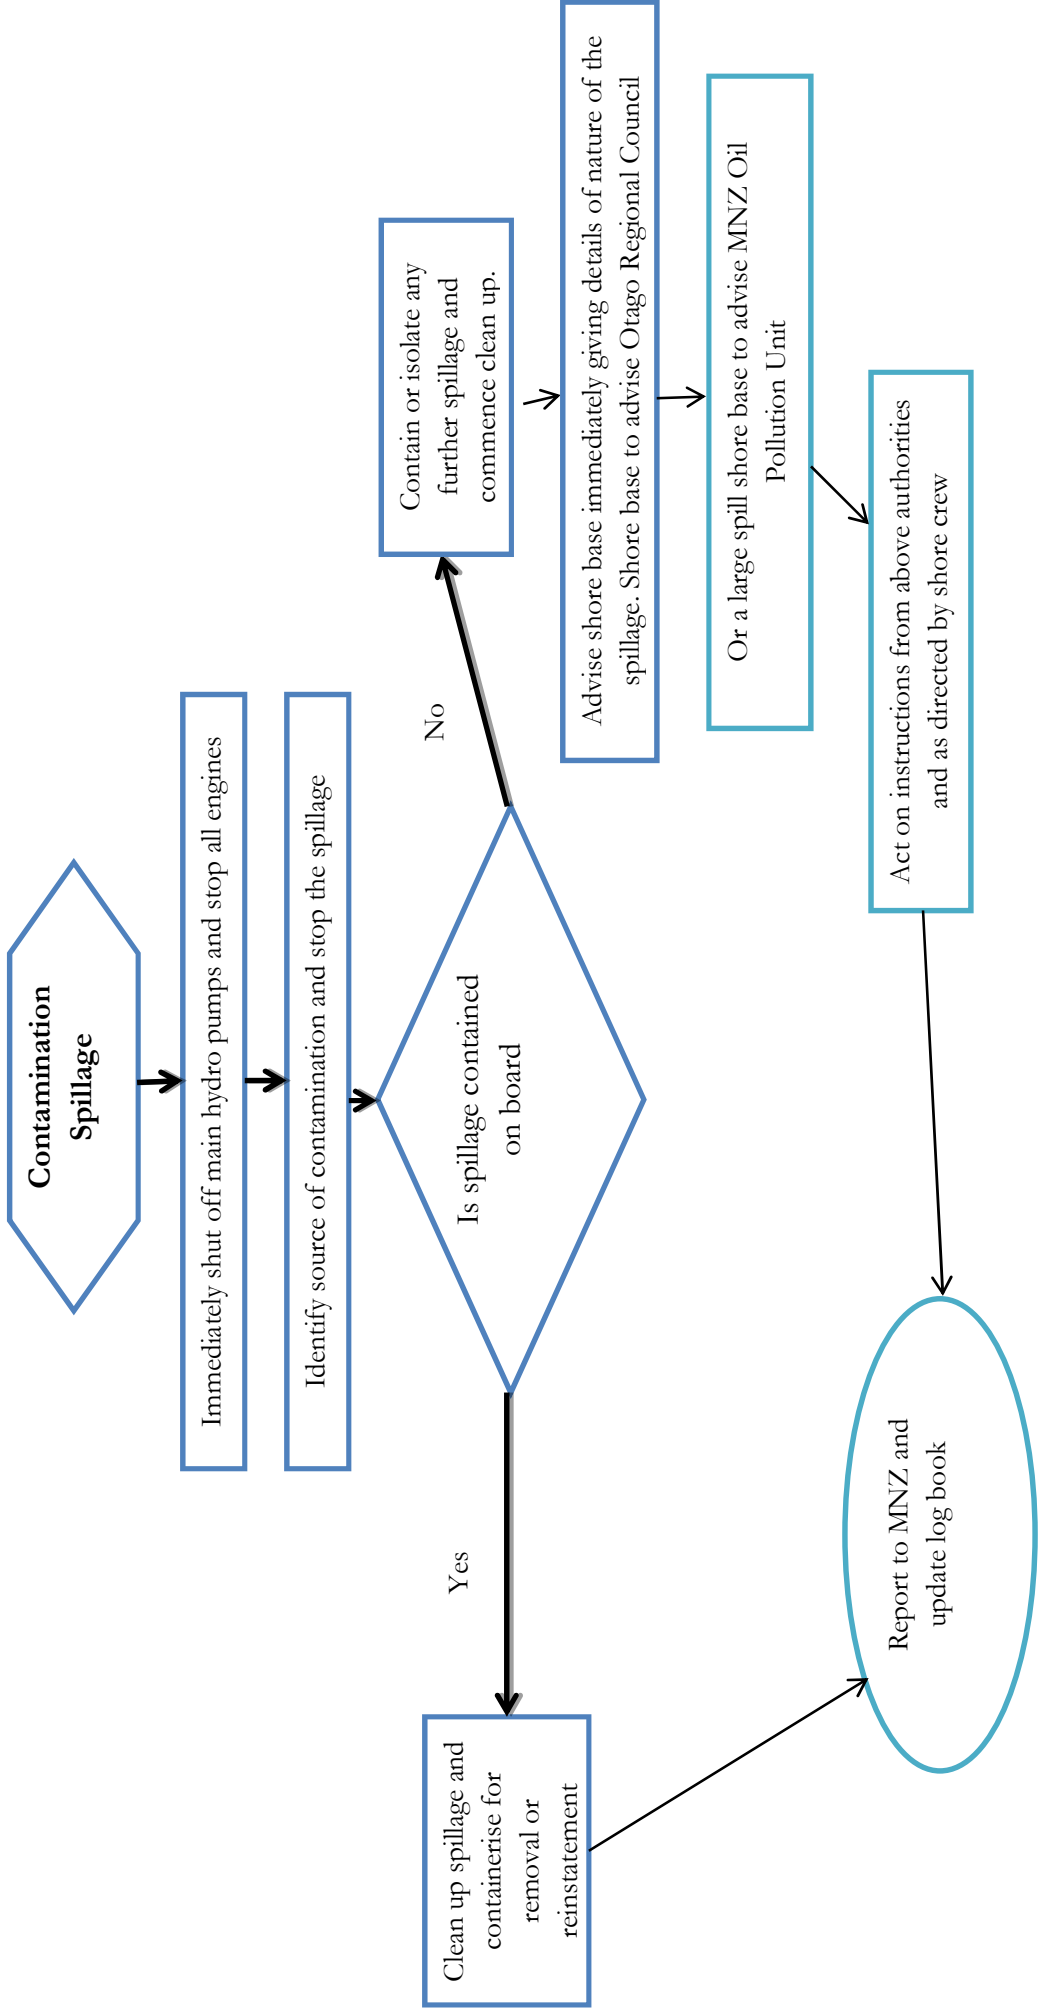 Contamination
Spillage
Immediately shut off main hydro pumps and stop all engines
Identify source of contamination and stop the spillage
Is spillage contained
on board
Yes
No
Clean up spillage and
containerise for
removal or
reinstatement
Contain or isolate any
further spillage and
commence clean up.
Advise shore base immediately giving details of nature of the
spillage. Shore base to advise Otago Regional Council
Or a large spill shore base to advise MNZ Oil
Pollution Unit
Act on instructions from above authorities
and as directed by shore crew
Report to MNZ and
update log book